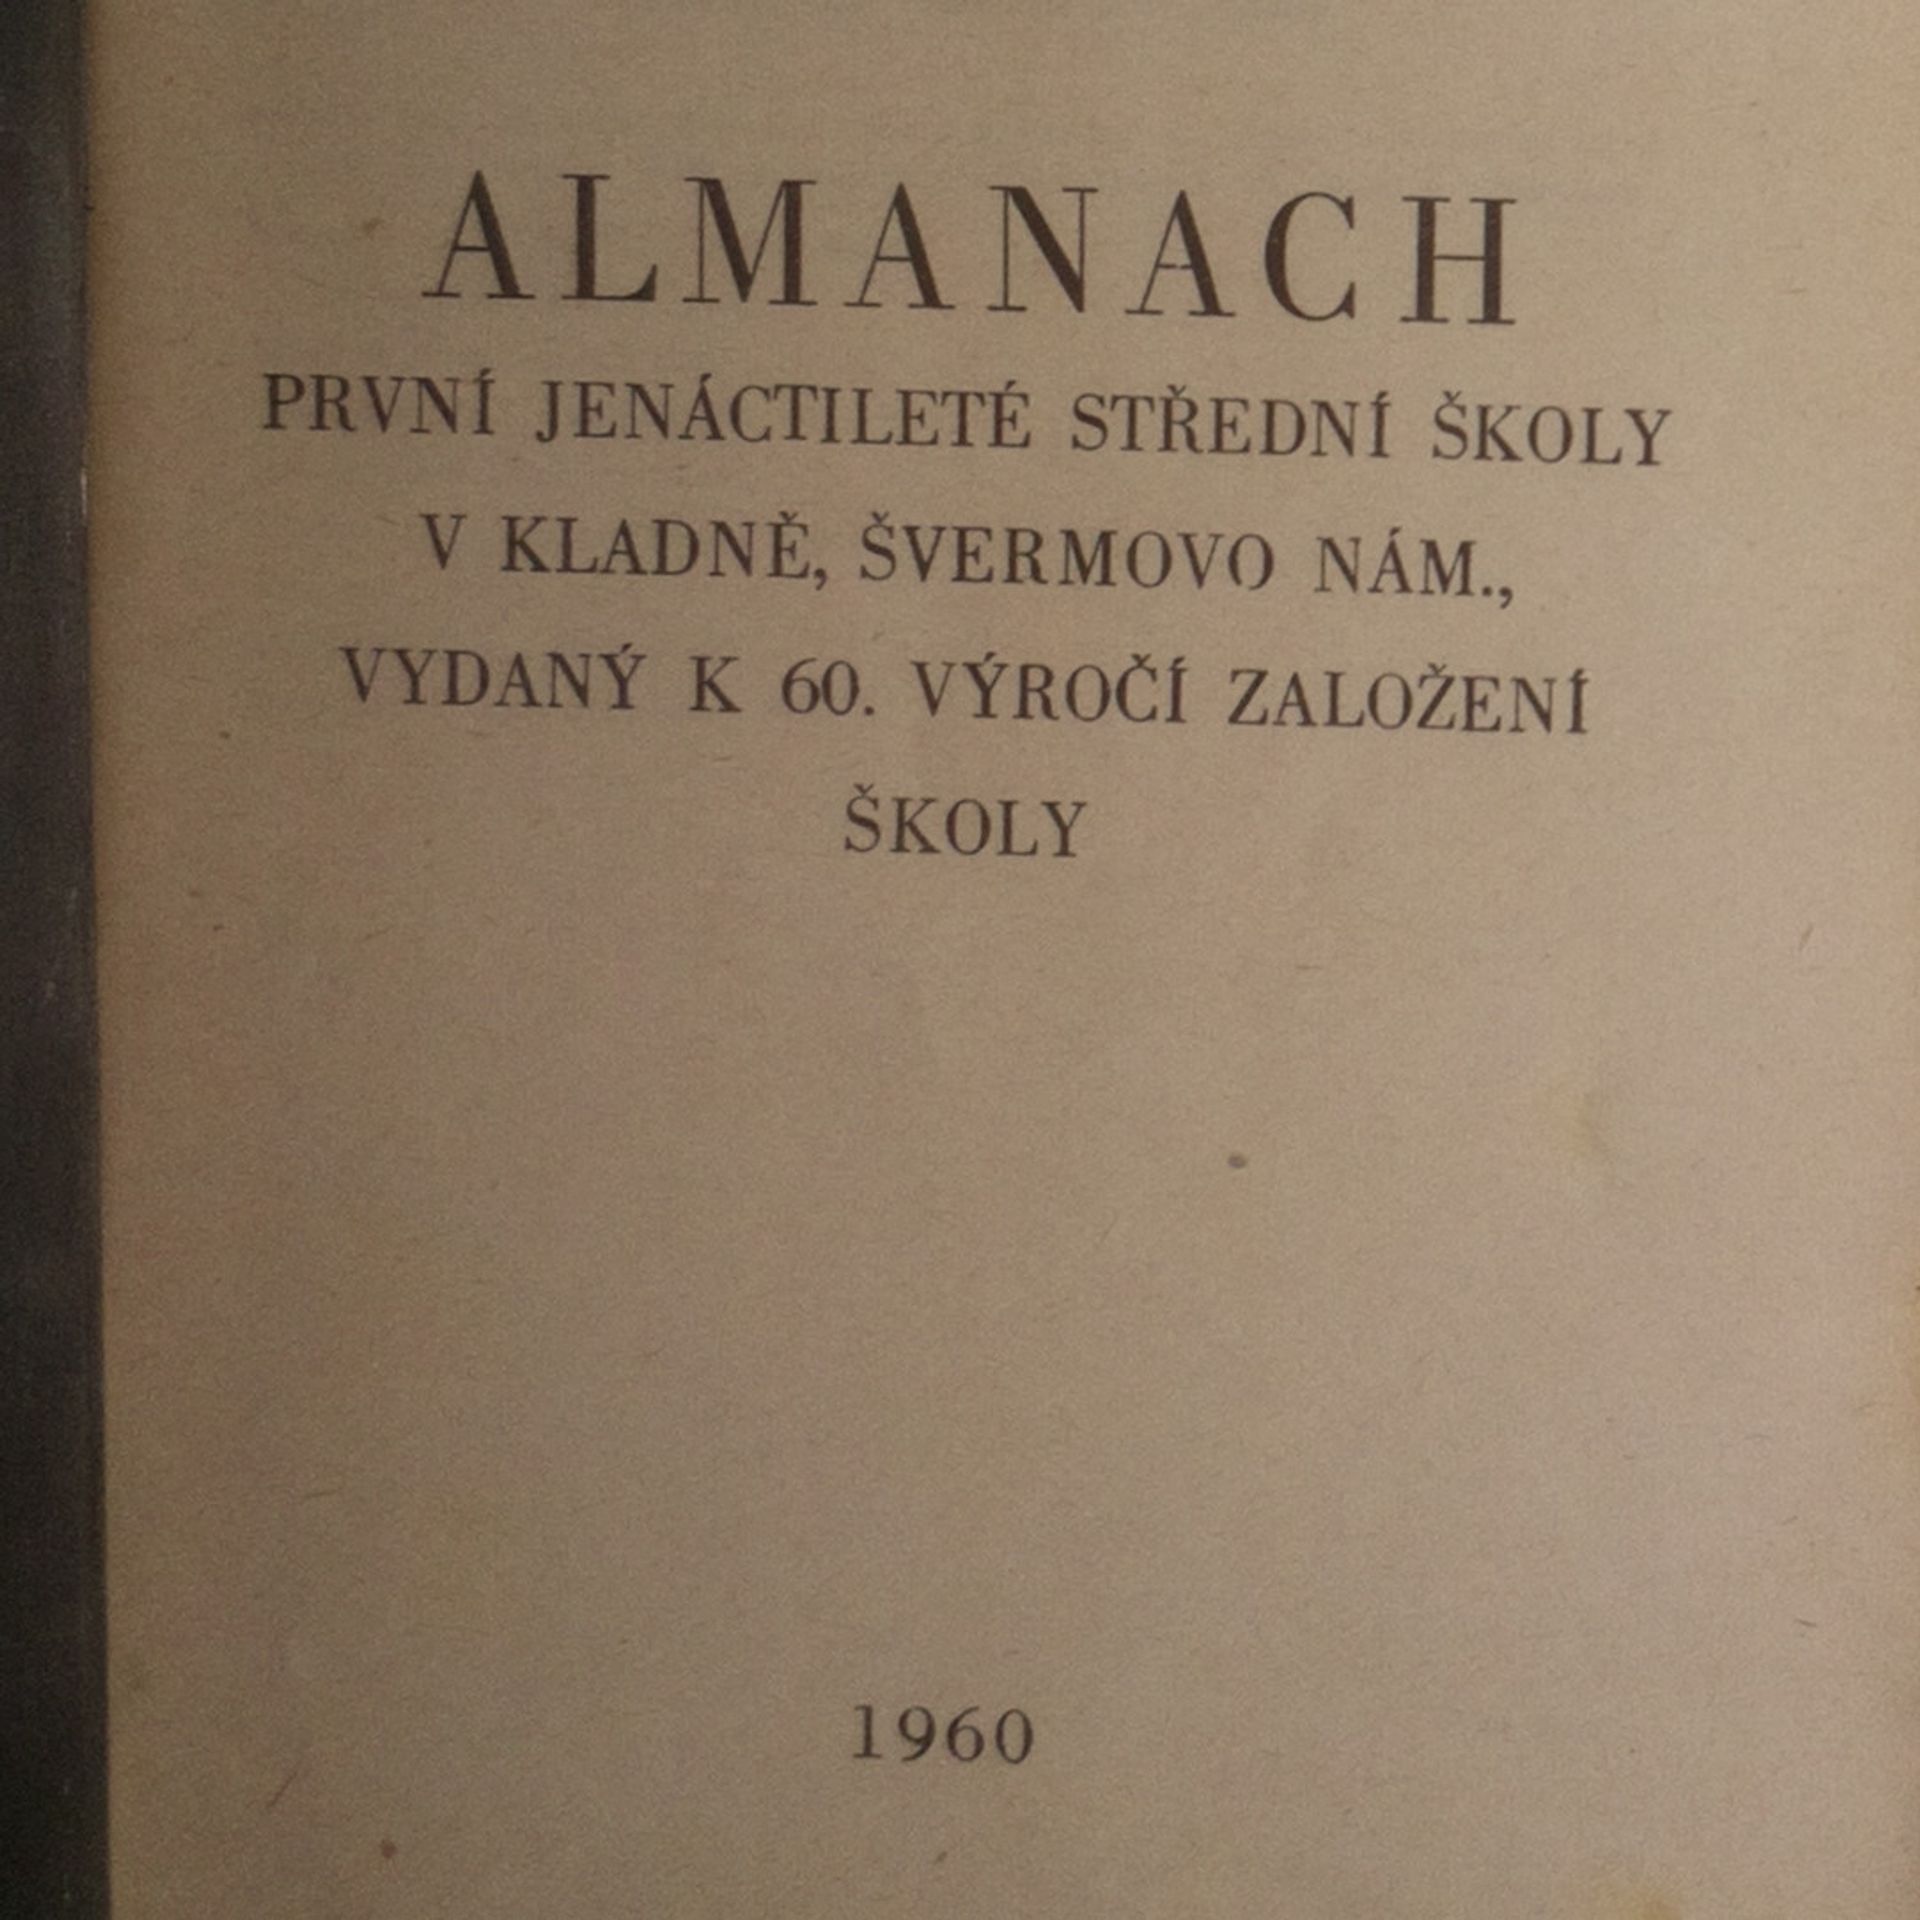 ALMANACH
PRVNÍ JENÁCTILETÉ STŘEDNÍ ŠKOLY
V KLADNĚ, ŠVERMOVO NÁM.,
VYDANÝ K 60. VÝROČÍ ZALOŽENÍ
ŠKOLY
1960